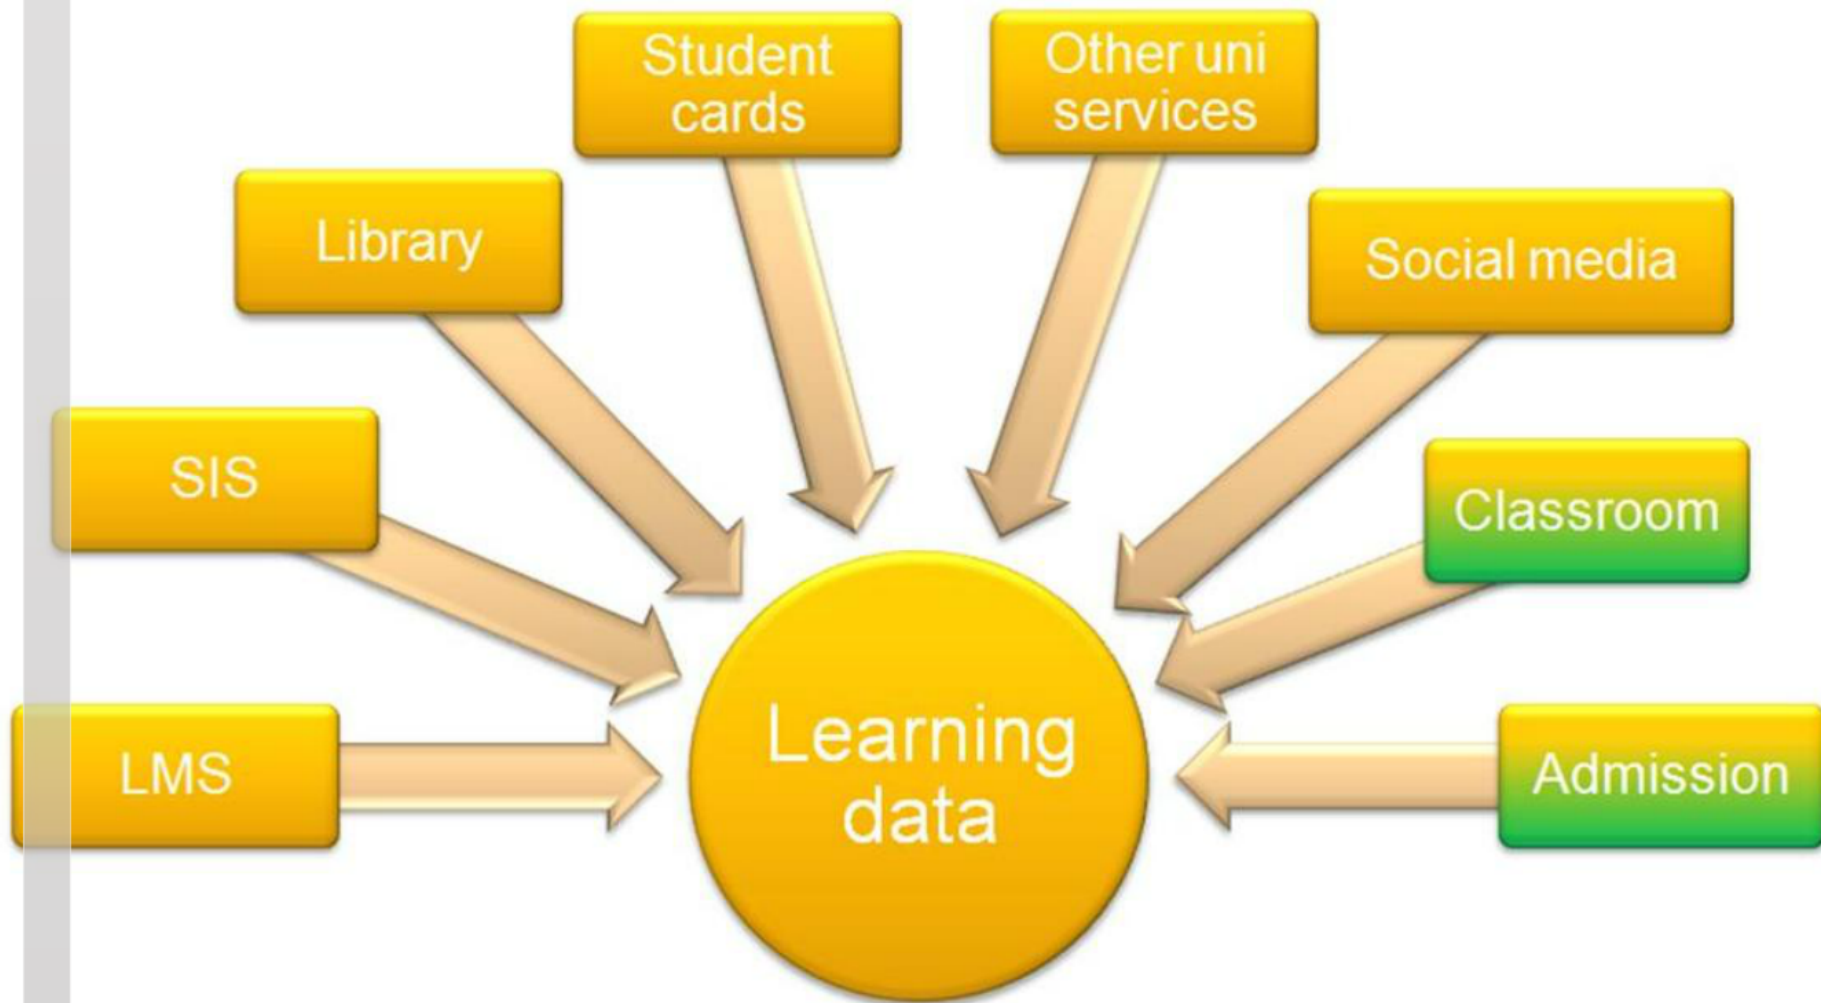 Student
cards
Other uni
services
Library
Social media
SIS
Classroom
LMS
Learning
data
Admission